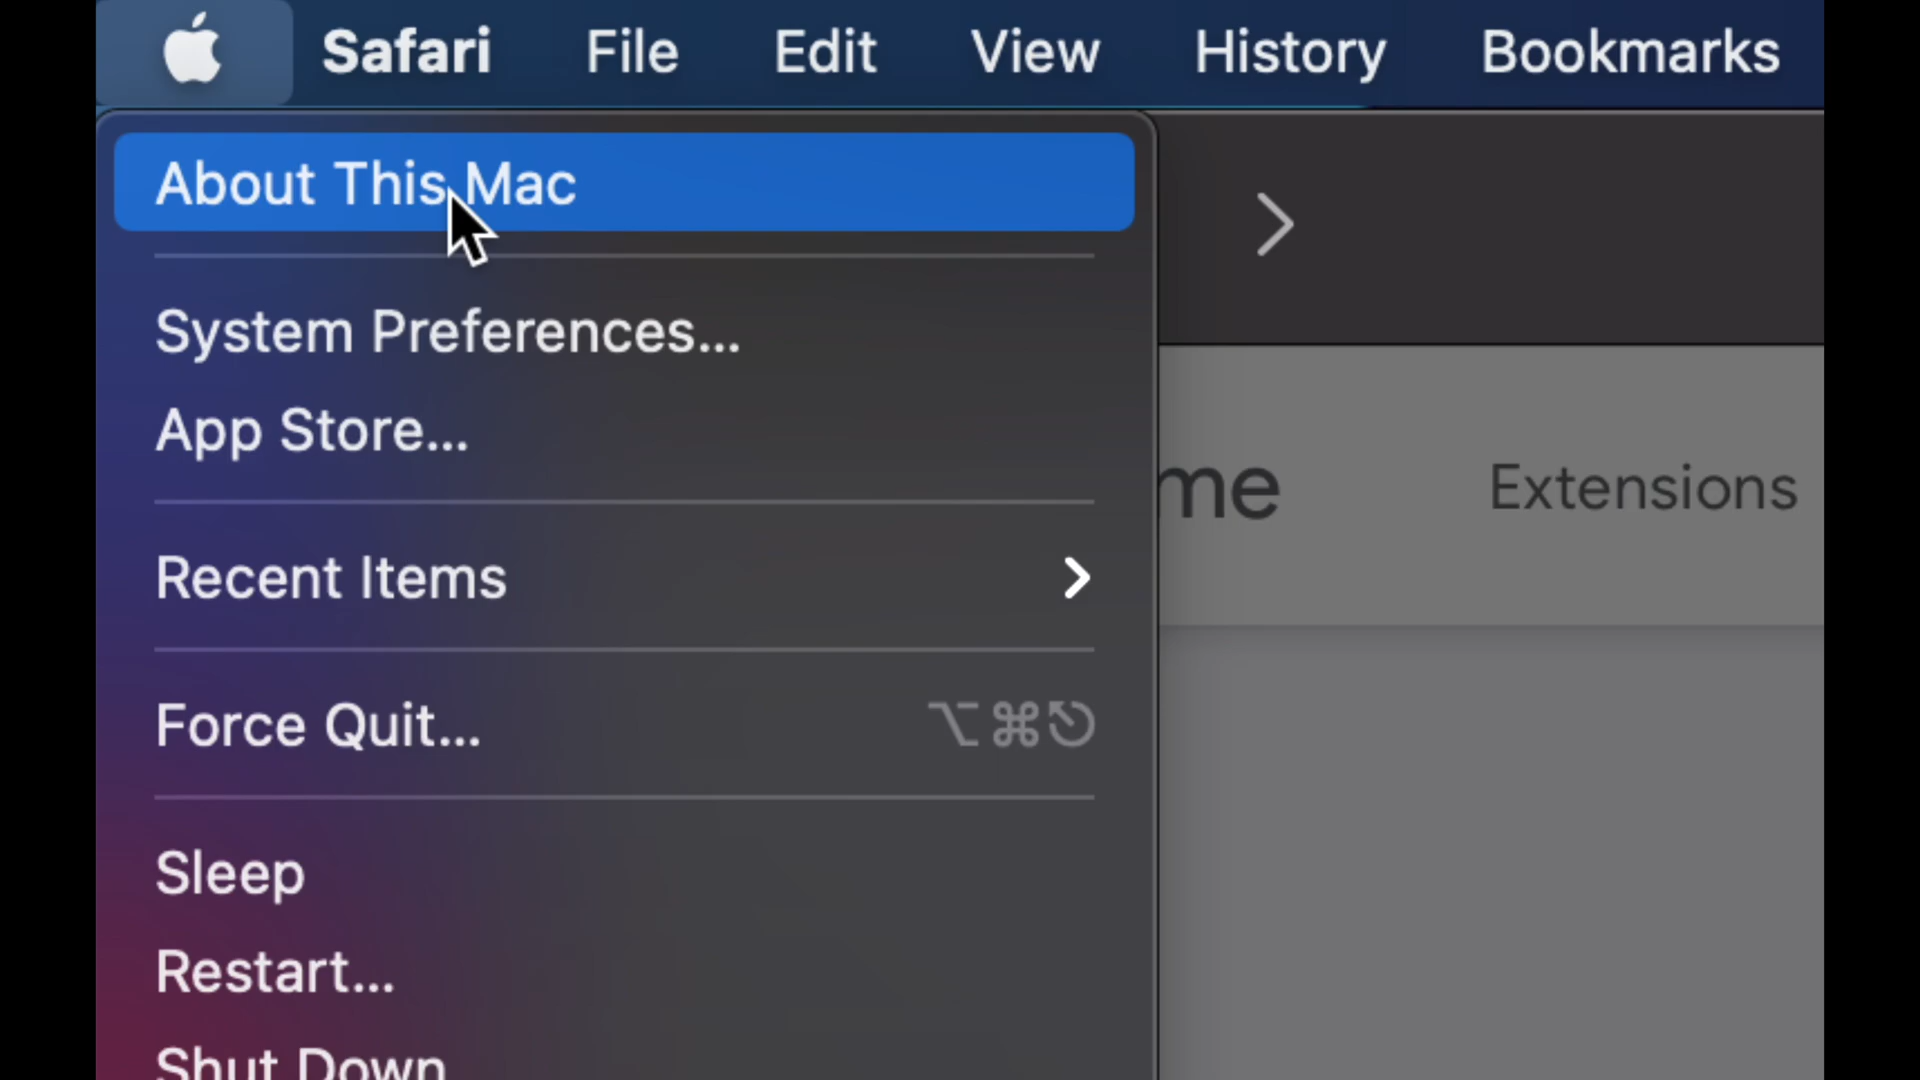 Safari File Edit View History Bookmarks
About This Mac
System Preferences...
App Store...
me Extensions
Recent Items
Force Quit... ⌥⌘⎋
Sleep
Restart...
Shut Down